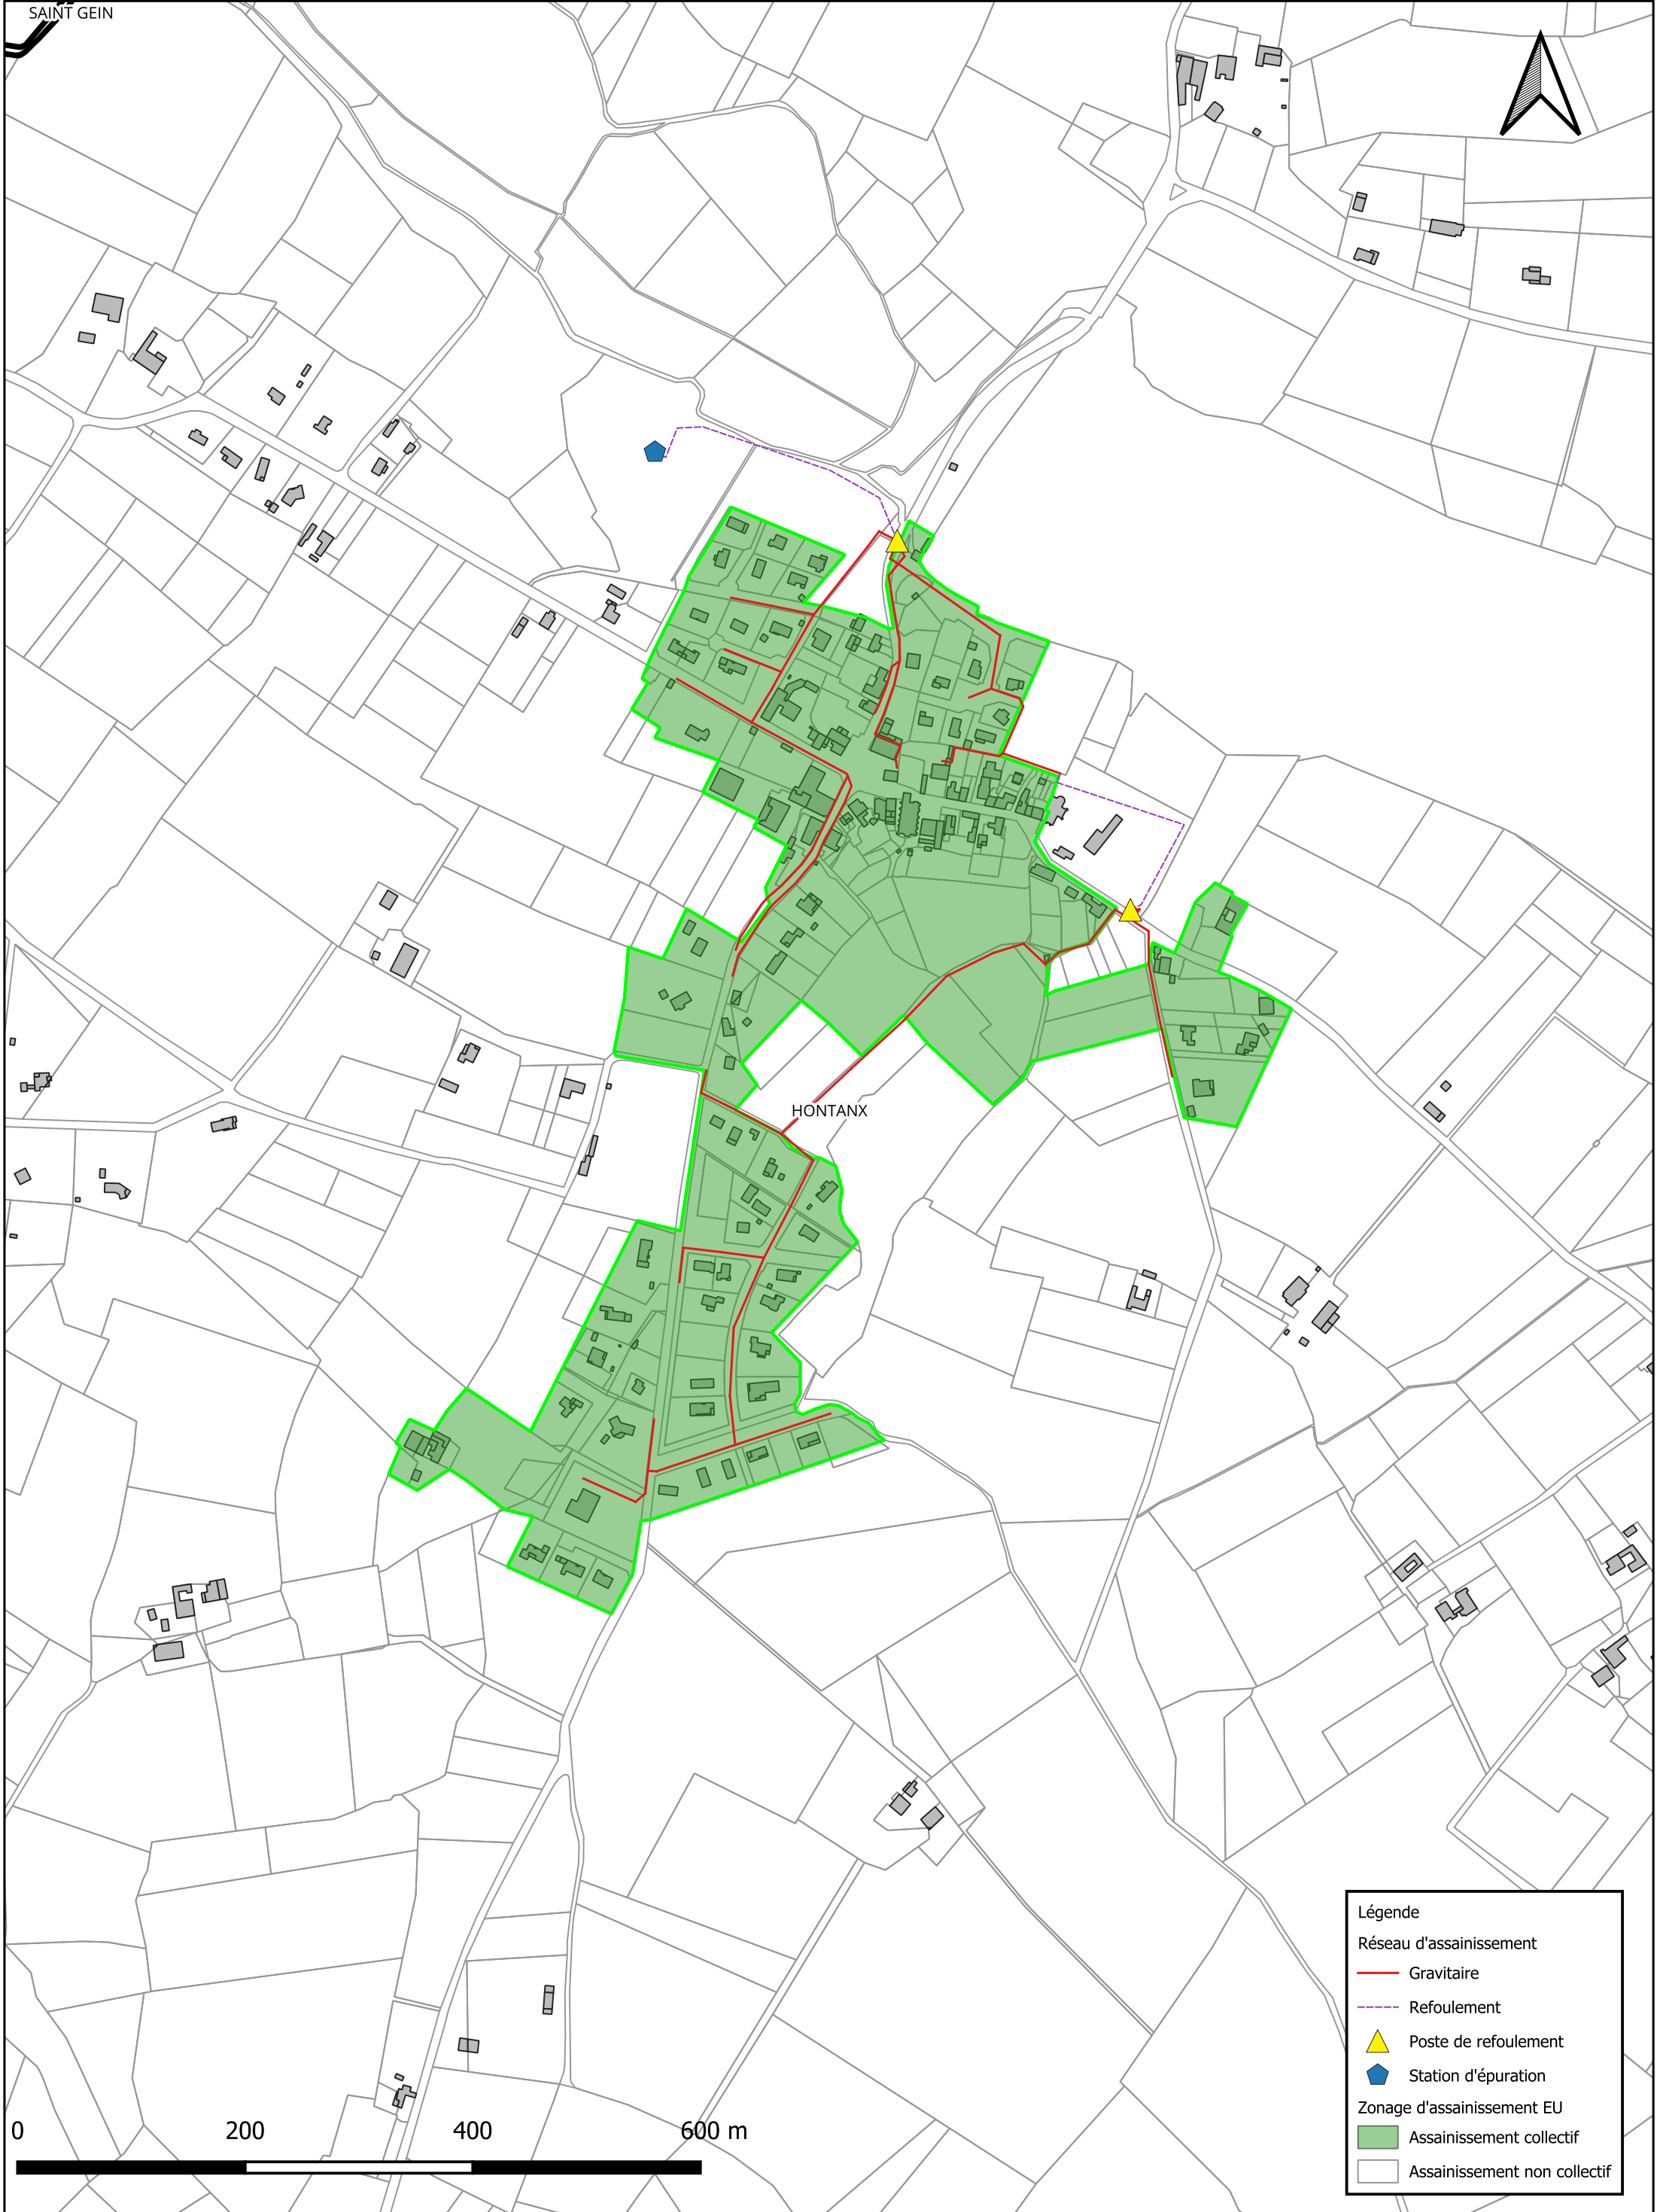 SAINT GEIN
HONTANX
Légende
Réseau d'assainissement
Gravitaire
Refoulement
Poste de refoulement
Station d'épuration
Zonage d'assainissement EU
Assainissement collectif
Assainissement non collectif
0 200 400 600 m